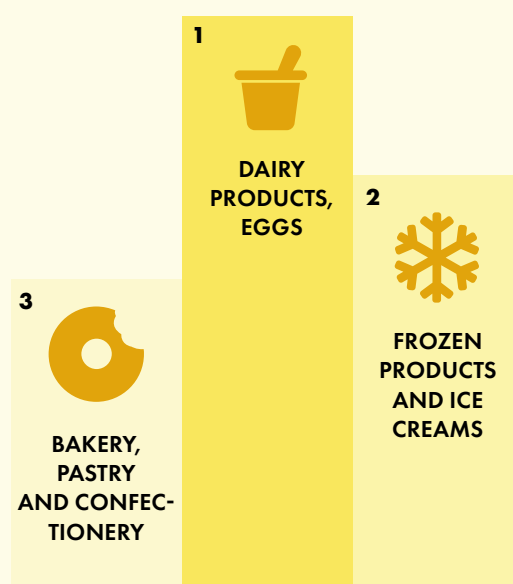 1
DAIRY
PRODUCTS,
EGGS
2
FROZEN
PRODUCTS
AND ICE
CREAMS
3
BAKERY,
PASTRY
AND CONFEC-
TIONERY